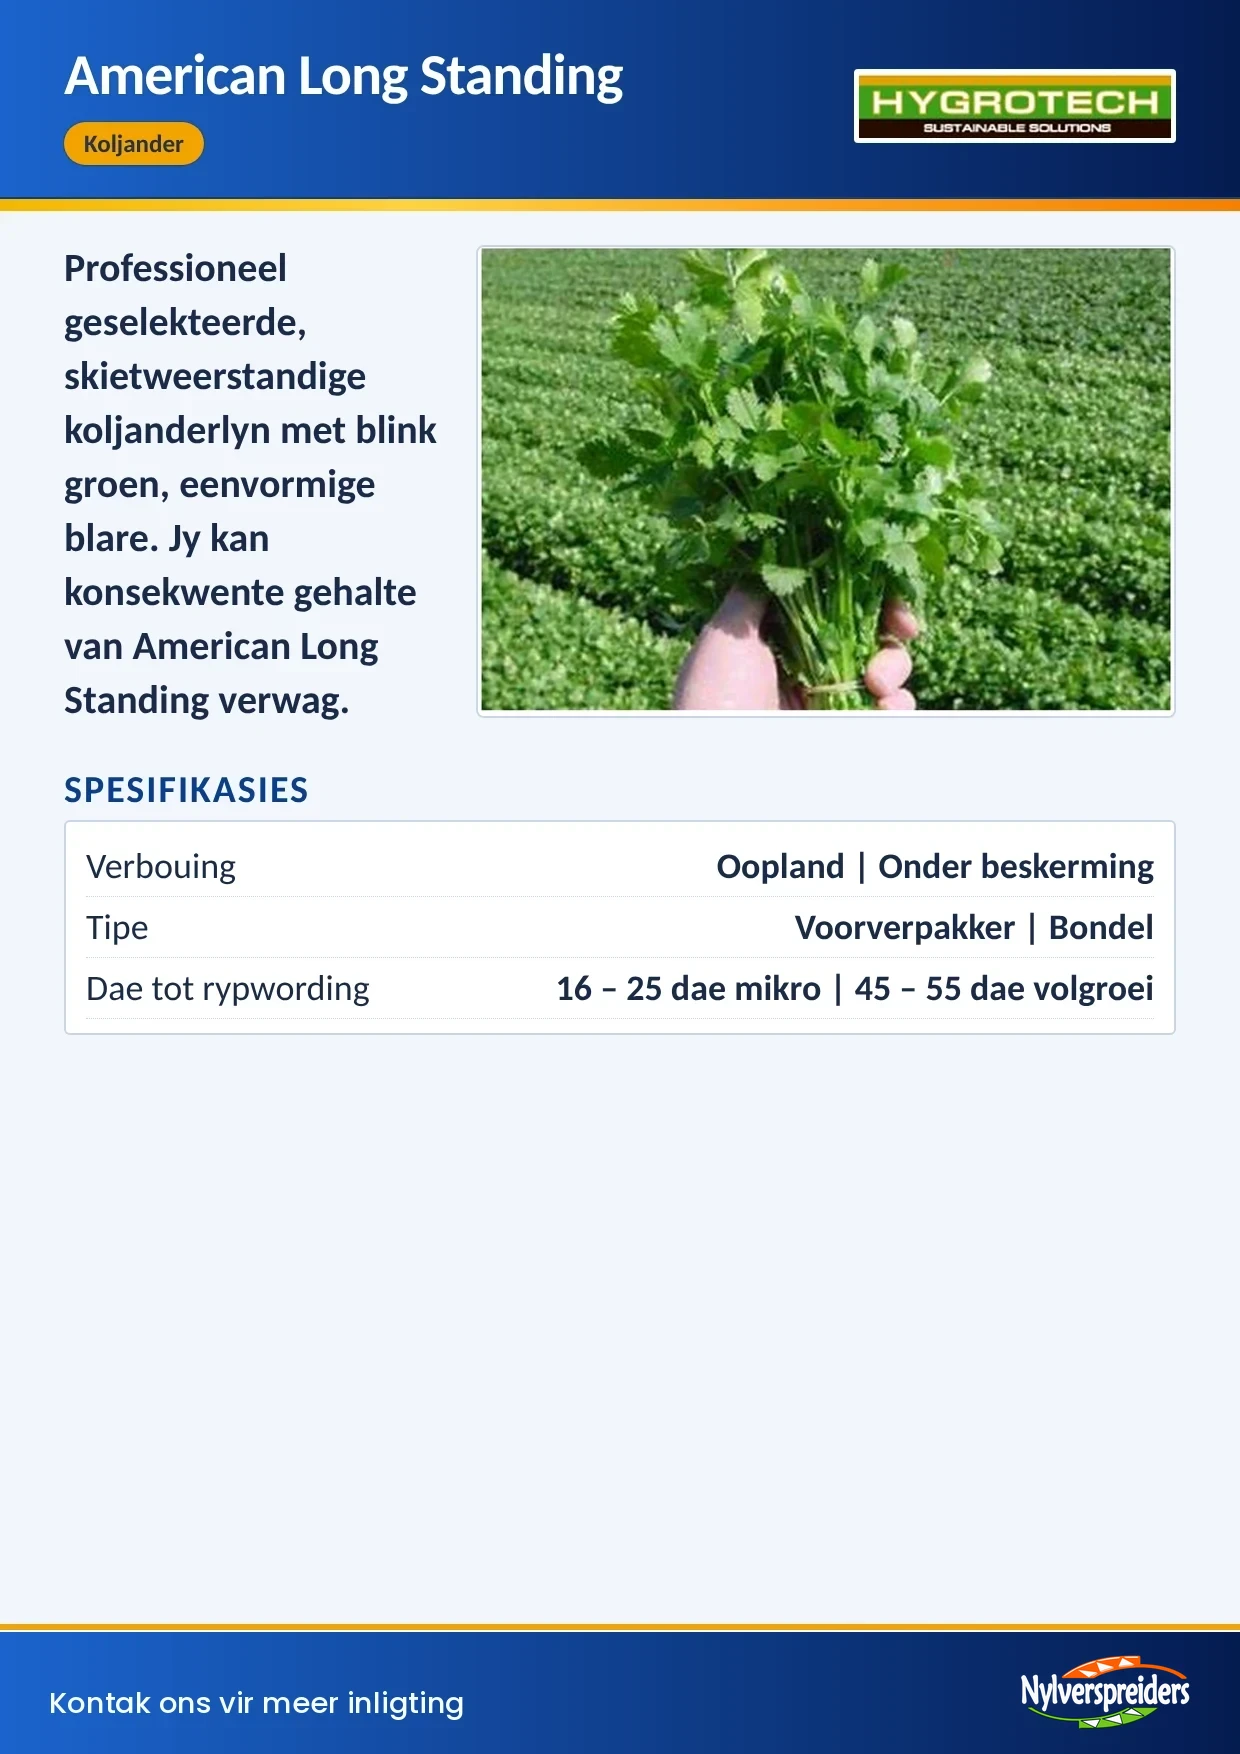 American Long Standing
Koljander
HYGROTECH
SUSTAINABLE SOLUTIONS
Professioneel
geselekteerde,
skietweerstandige
koljanderlyn met blink
groen, eenvormige
blare. Jy kan
konsekwente gehalte
van American Long
Standing verwag.
SPESIFIKASIES
Verbouing Oopland | Onder beskerming
Tipe Voorverpakker | Bondel
Dae tot rypwording 16 – 25 dae mikro | 45 – 55 dae volgroei
Kontak ons vir meer inligting
Nylverspreiders